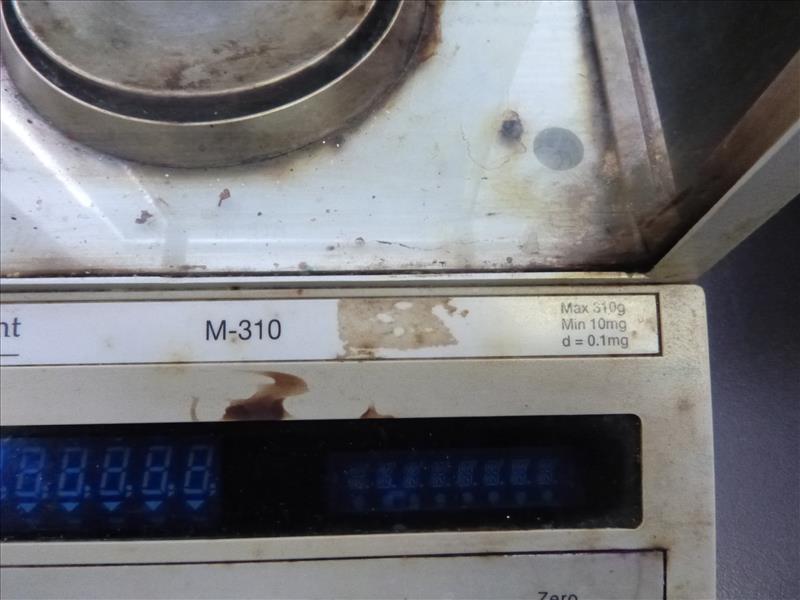 nt
M-310
Max 310g
Min 10mg
d = 0.1mg
Zero